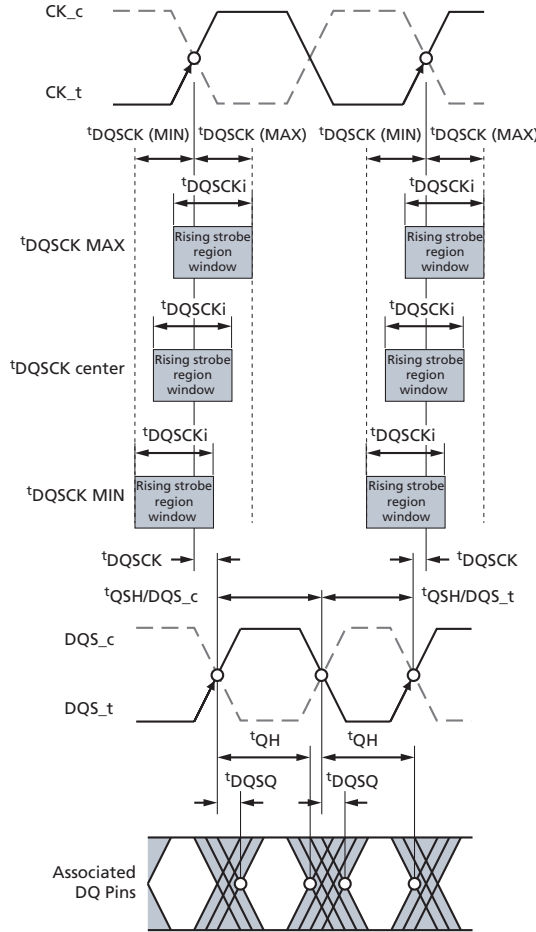 CK_c
CK_t
tDQSCK (MIN) tDQSCK (MAX) tDQSCK (MIN) tDQSCK (MAX)
tDQSCKi tDQSCKi
tDQSCK MAX
Rising strobe
region
window
Rising strobe
region
window
tDQSCKi tDQSCKi
tDQSCK center
Rising strobe
region
window
Rising strobe
region
window
tDQSCKi tDQSCKi
tDQSCK MIN
Rising strobe
region
window
Rising strobe
region
window
tDQSCK tDQSCK
tQSH/DQS_c tQSH/DQS_t
DQS_c
DQS_t
tQH tQH
tDQSQ tDQSQ
Associated
DQ Pins